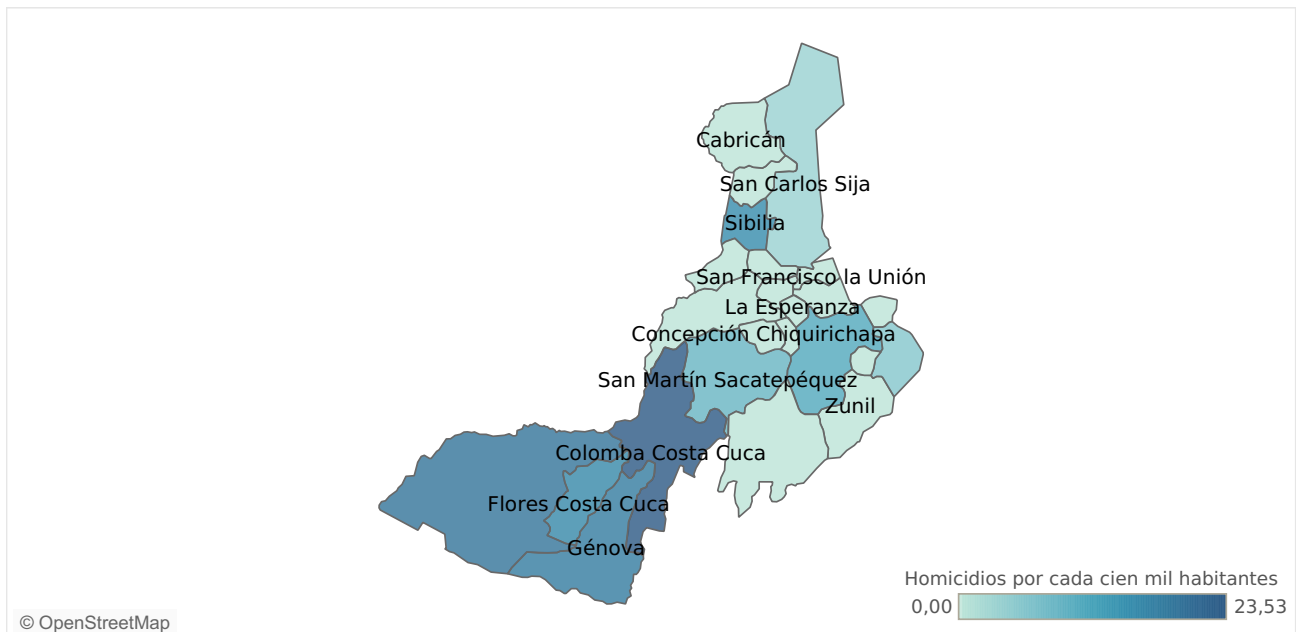 Cabricán
San Carlos Sija
Sibilia
San Francisco la Unión
La Esperanza
Concepción Chiquirichapa
San Martín Sacatepéquez
Zunil
Colomba Costa Cuca
Flores Costa Cuca
Génova
Homicidios por cada cien mil habitantes
0,00 23,53
© OpenStreetMap